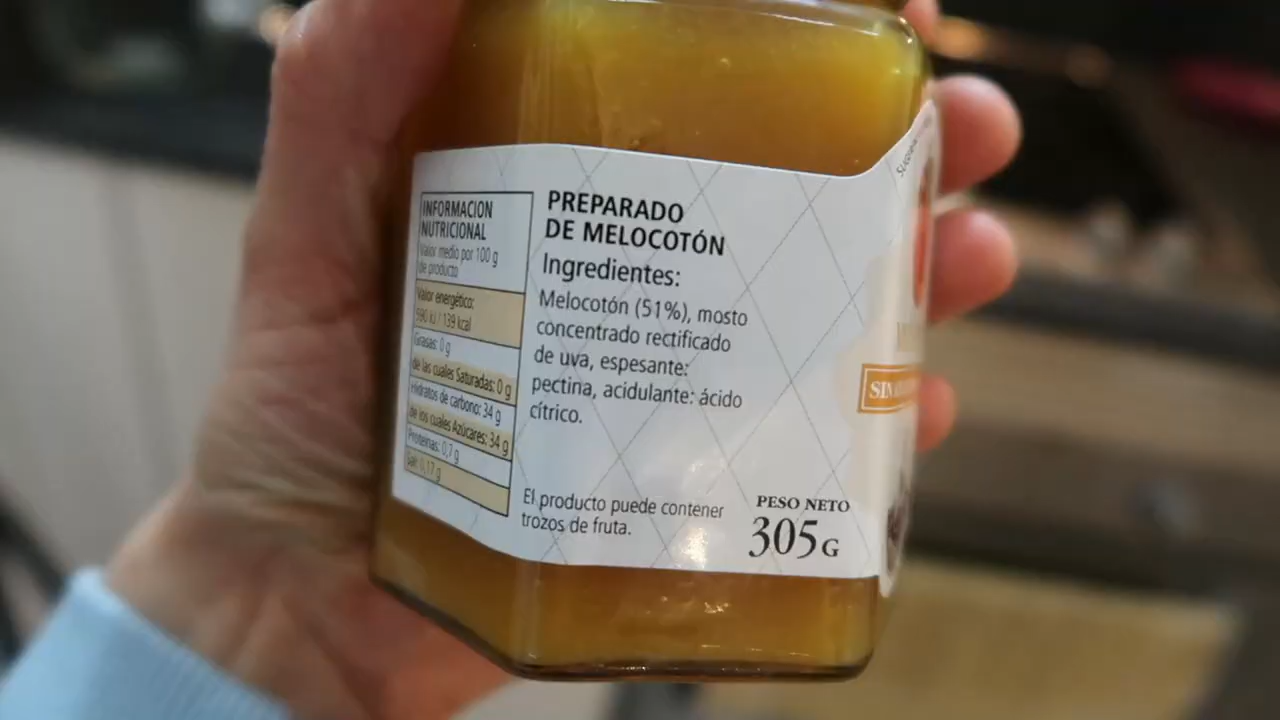 INFORMACION
NUTRICIONAL
Valor medio por 100 g
de producto
Valor energético:
590 kJ / 139 kcal
Grasas: 0 g
de las cuales Saturadas: 0 g
Hidratos de carbono: 34 g
de los cuales Azúcares: 34 g
Proteínas: 0,7 g
Sal: 0,17 g
PREPARADO
DE MELOCOTÓN
Ingredientes:
Melocotón (51%), mosto
concentrado rectificado
de uva, espesante:
pectina, acidulante: ácido
cítrico.
El producto puede contener
trozos de fruta.
PESO NETO
305G
SIN